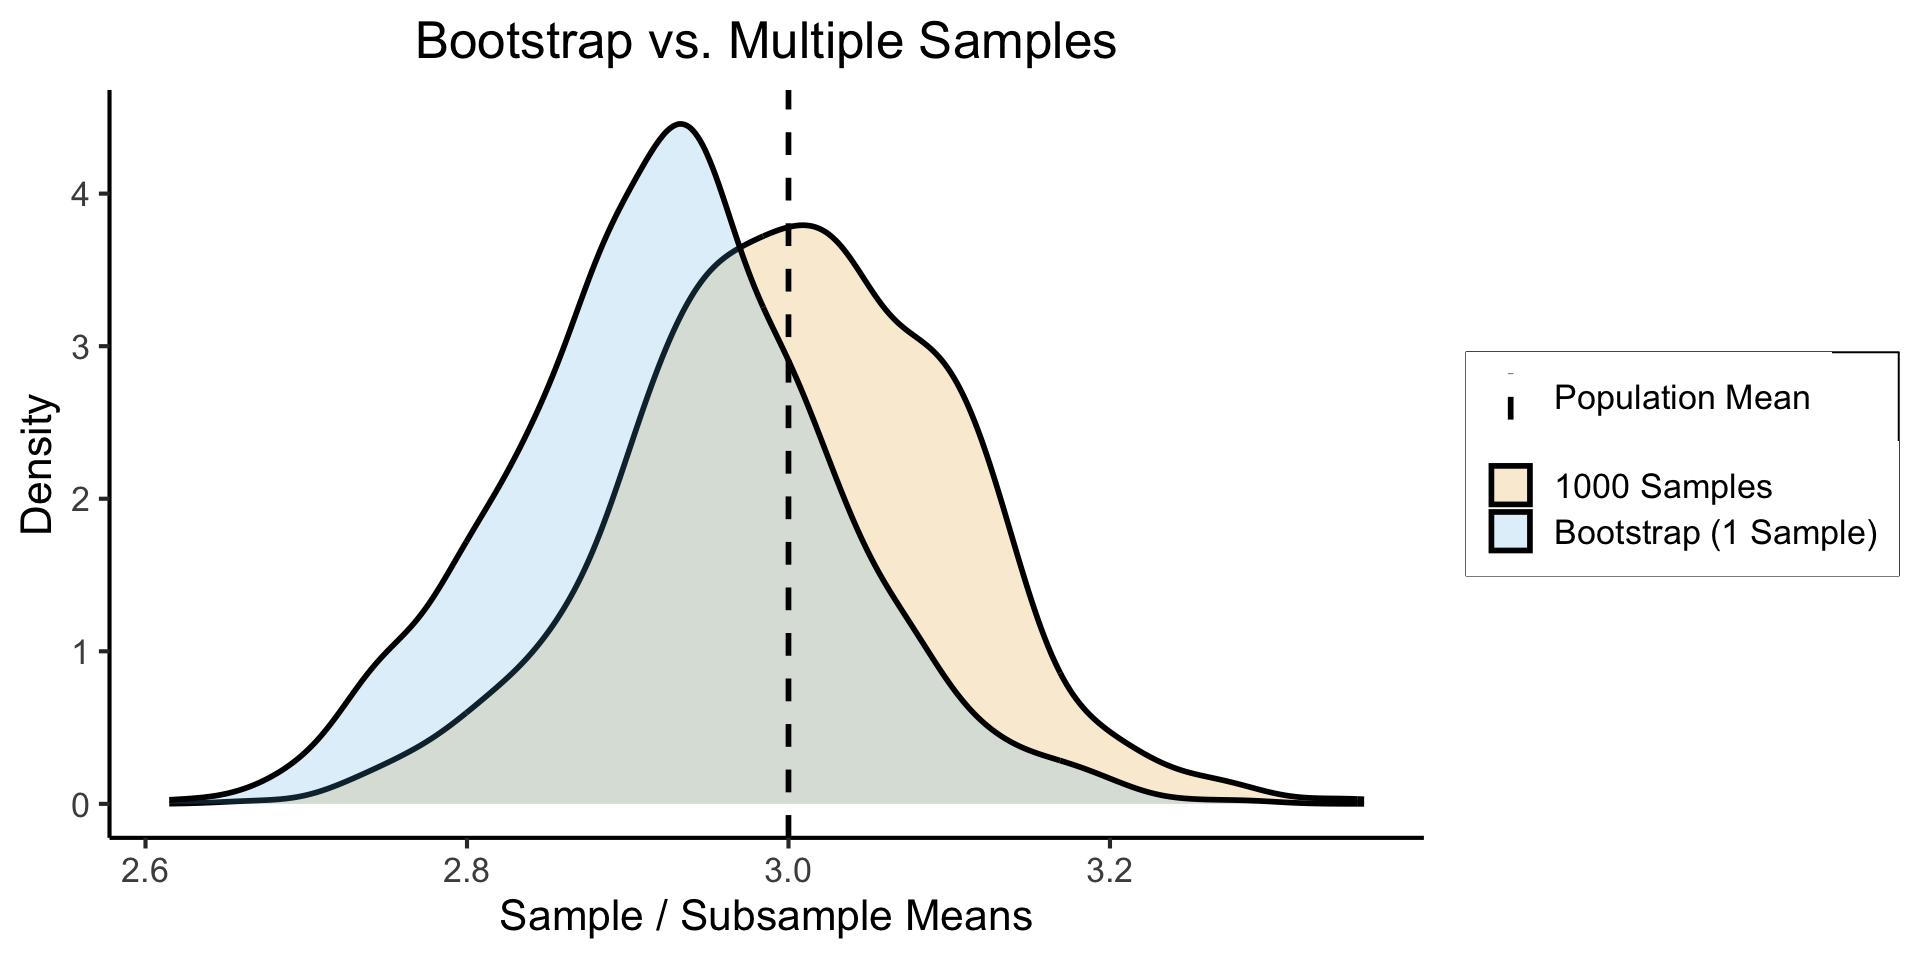 Bootstrap vs. Multiple Samples
Density
4
3
2
1
0
2.6 2.8 3.0 3.2
Sample / Subsample Means
Population Mean
1000 Samples
Bootstrap (1 Sample)